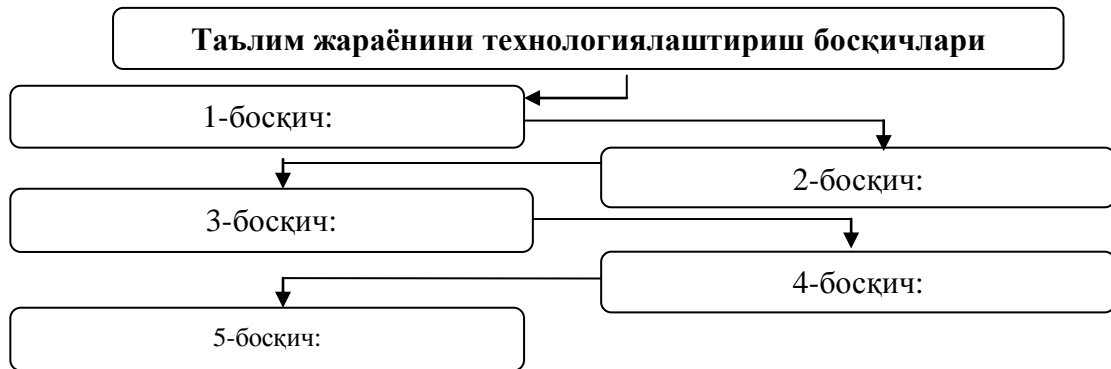 Таълим жараёнини технологиялаштириш босқичлари
1-босқич:
2-босқич:
3-босқич:
4-босқич:
5-босқич: